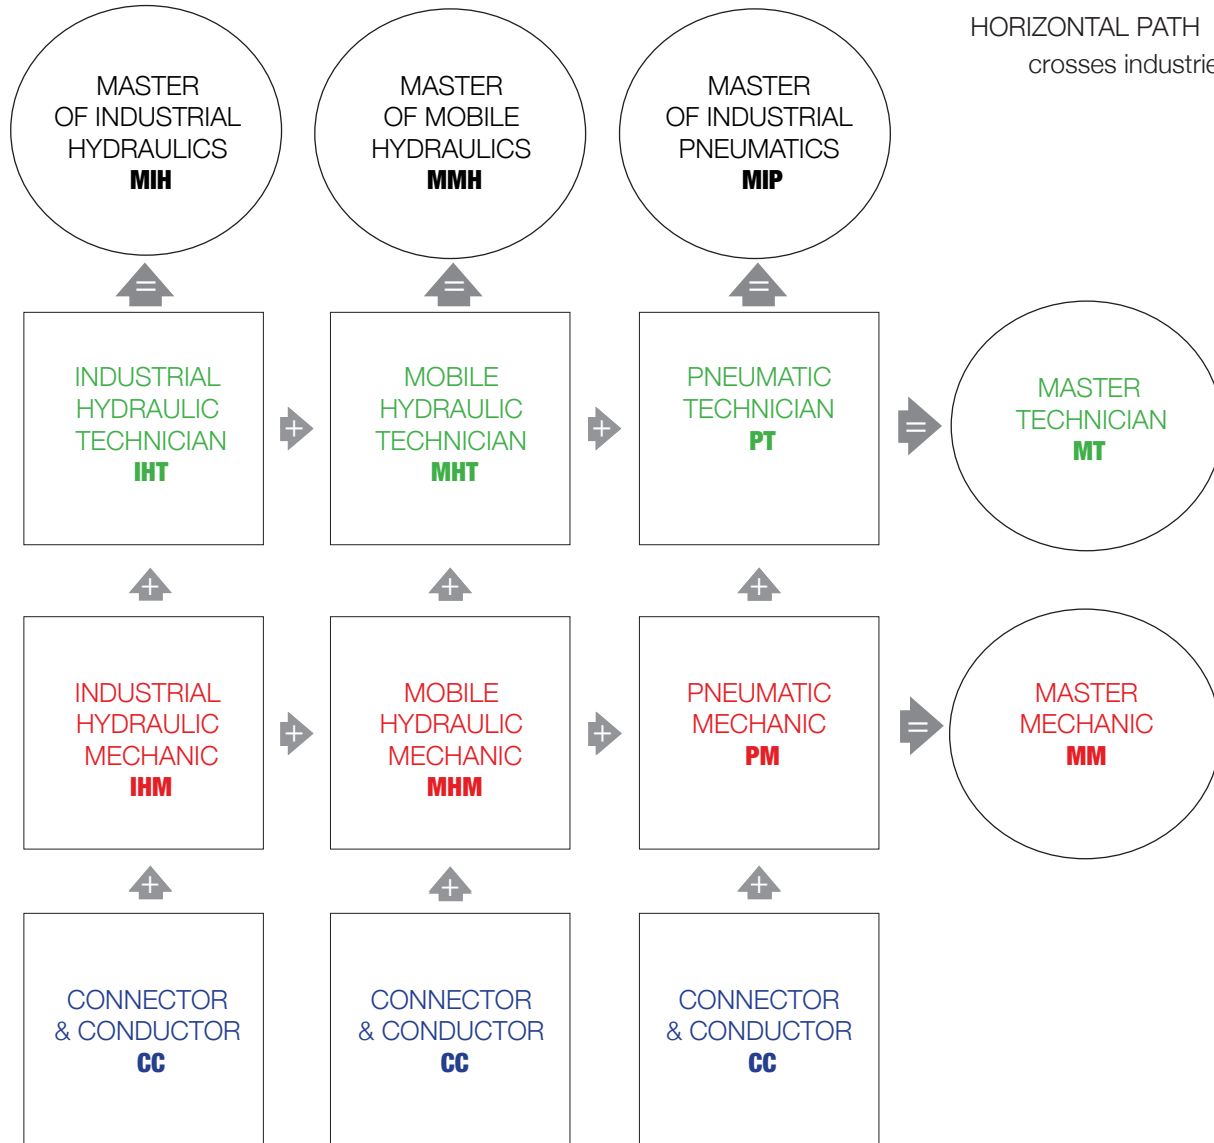 HORIZONTAL PATH
crosses industrie
MASTER
OF INDUSTRIAL
HYDRAULICS
MIH
MASTER
OF MOBILE
HYDRAULICS
MMH
MASTER
OF INDUSTRIAL
PNEUMATICS
MIP
=
=
=
INDUSTRIAL
HYDRAULIC
TECHNICIAN
IHT
+
MOBILE
HYDRAULIC
TECHNICIAN
MHT
+
PNEUMATIC
TECHNICIAN
PT
=
MASTER
TECHNICIAN
MT
+
+
+
INDUSTRIAL
HYDRAULIC
MECHANIC
IHM
+
MOBILE
HYDRAULIC
MECHANIC
MHM
+
PNEUMATIC
MECHANIC
PM
=
MASTER
MECHANIC
MM
+
+
+
CONNECTOR
& CONDUCTOR
CC
CONNECTOR
& CONDUCTOR
CC
CONNECTOR
& CONDUCTOR
CC